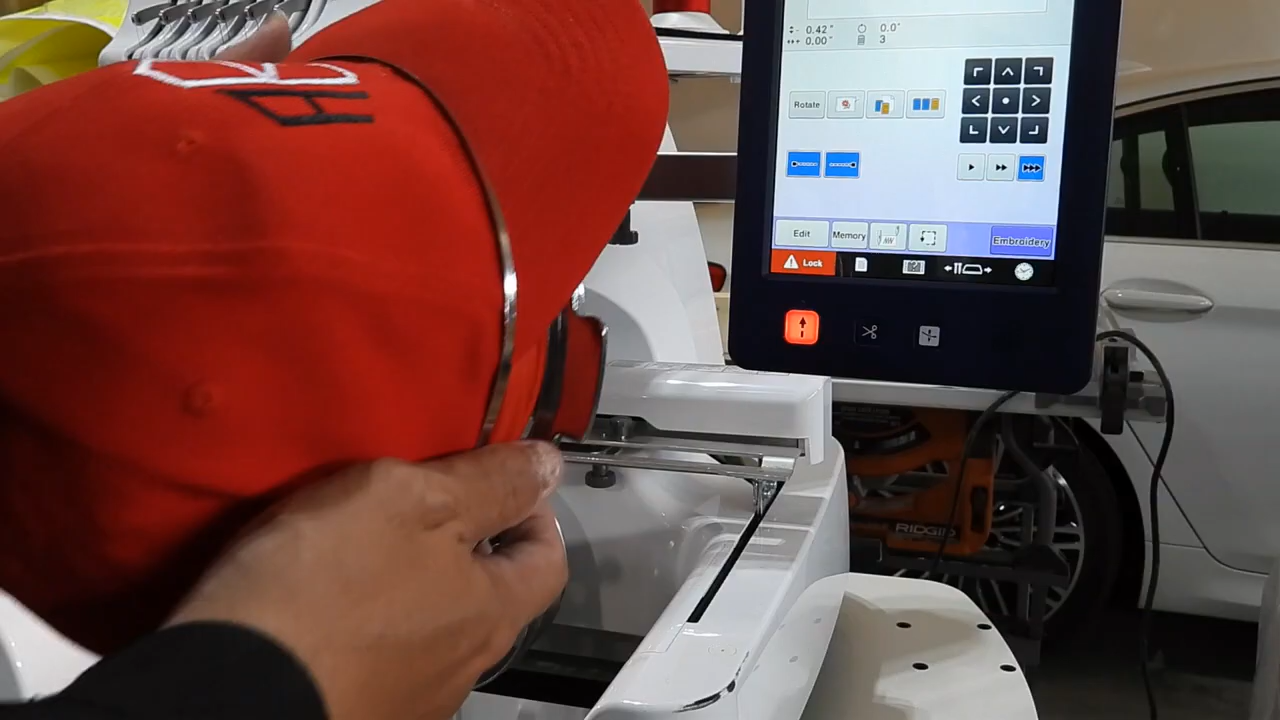 0.42" 0.0"
0.00" 3
Rotate
Edit Memory Embroidery
Lock
RIDGID